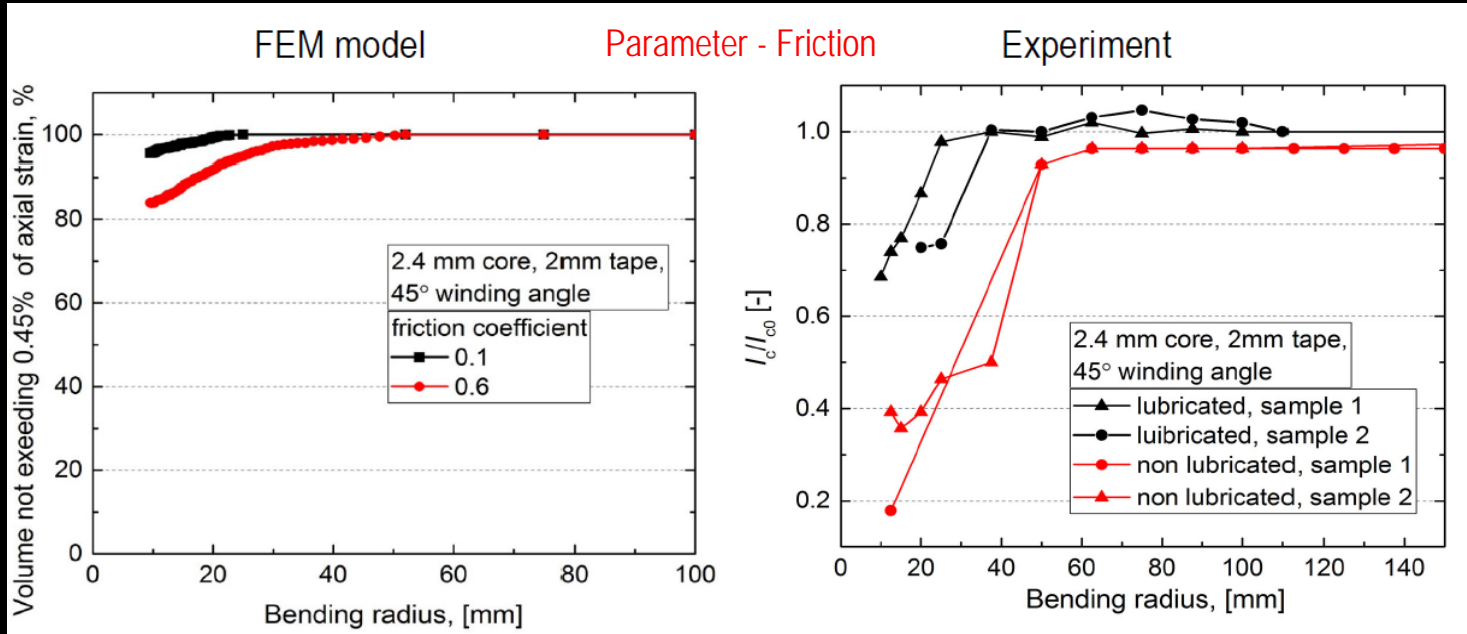 FEM model
Parameter - Friction
Experiment
Volume not exeeding 0.45% of axial strain, %
100
80
60
40
20
0
2.4 mm core, 2mm tape,
45° winding angle
friction coefficient
0.1
0.6
0 20 40 60 80 100
Bending radius, [mm]
Ic/Ic0 [-]
1.0
0.8
0.6
0.4
0.2
2.4 mm core, 2mm tape,
45° winding angle
lubricated, sample 1
luibricated, sample 2
non lubricated, sample 1
non lubricated, sample 2
0 20 40 60 80 100 120 140
Bending radius, [mm]